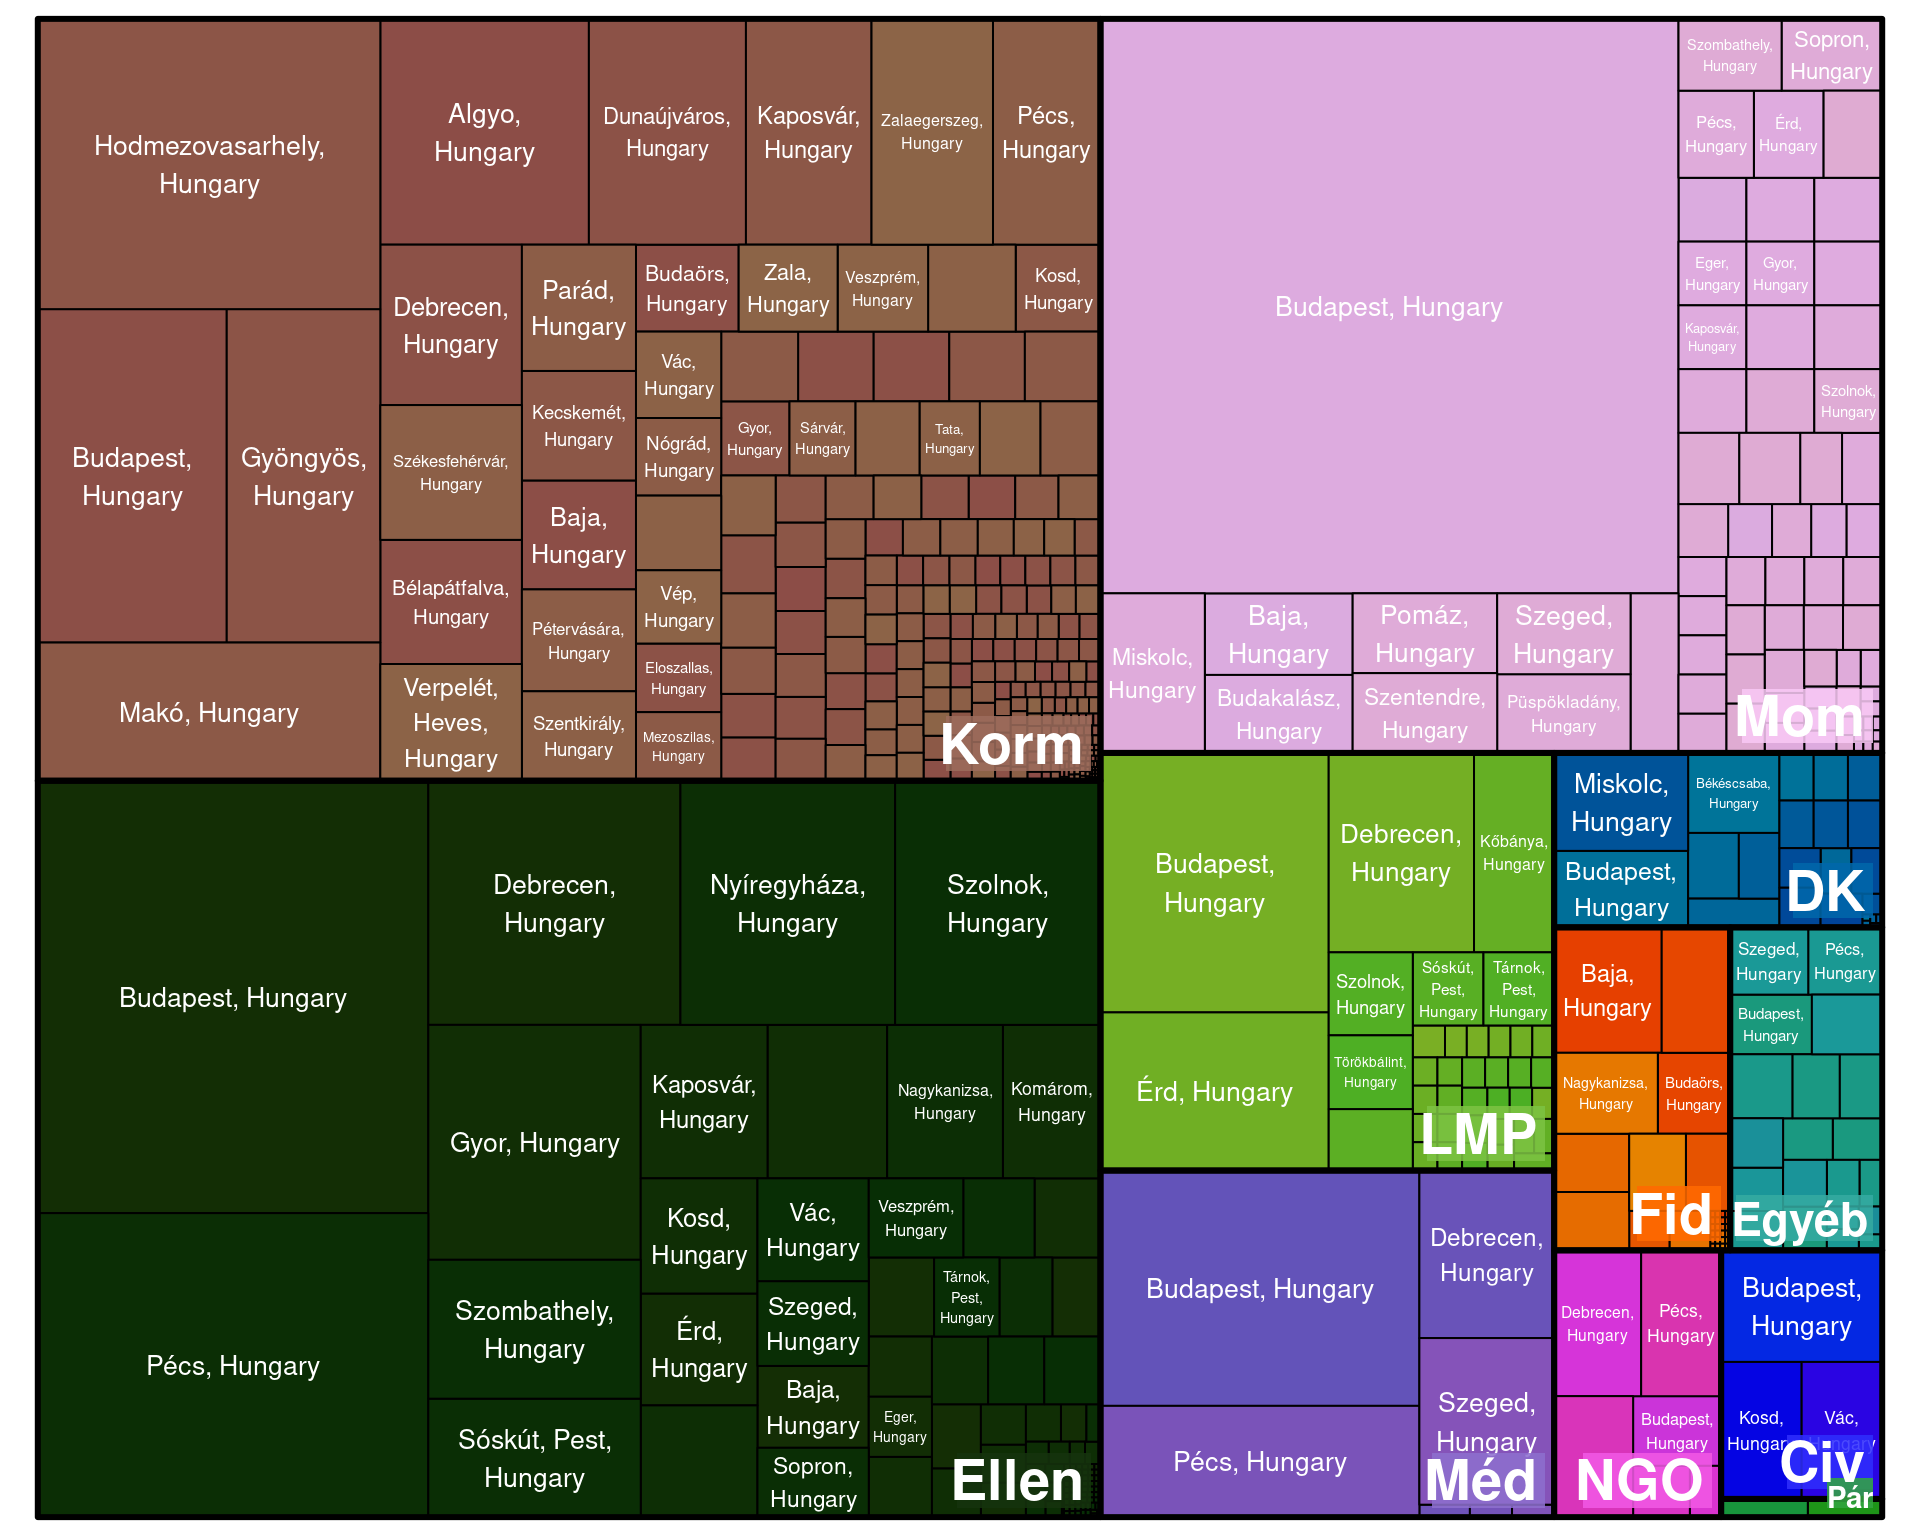 Hodmezovasarhely,
Hungary
Budapest,
Hungary
Gyöngyös,
Hungary
Makó, Hungary
Algyo,
Hungary
Dunaújváros,
Hungary
Kaposvár,
Hungary
Zalaegerszeg,
Hungary
Pécs,
Hungary
Debrecen,
Hungary
Székesfehérvár,
Hungary
Bélapátfalva,
Hungary
Verpelét,
Heves,
Hungary
Parád,
Hungary
Kecskemét,
Hungary
Baja,
Hungary
Pétervására,
Hungary
Szentkirály,
Hungary
Budaörs,
Hungary
Zala,
Hungary
Veszprém,
Hungary
Kosd,
Hungary
Vác,
Hungary
Nógrád,
Hungary
Vép,
Hungary
Eloszallas,
Hungary
Mezoszilas,
Hungary
Gyor,
Hungary
Sárvár,
Hungary
Tata,
Hungary
Korm
Budapest, Hungary
Miskolc,
Hungary
Baja,
Hungary
Budakalász,
Hungary
Pomáz,
Hungary
Szentendre,
Hungary
Szeged,
Hungary
Püspökladány,
Hungary
Szombathely,
Hungary
Sopron,
Hungary
Pécs,
Hungary
Érd,
Hungary
Eger,
Hungary
Gyor,
Hungary
Kaposvár,
Hungary
Szolnok,
Hungary
Mom
Budapest, Hungary
Pécs, Hungary
Debrecen,
Hungary
Nyíregyháza,
Hungary
Szolnok,
Hungary
Gyor, Hungary
Szombathely,
Hungary
Sóskút, Pest,
Hungary
Kaposvár,
Hungary
Nagykanizsa,
Hungary
Komárom,
Hungary
Kosd,
Hungary
Érd,
Hungary
Vác,
Hungary
Szeged,
Hungary
Baja,
Hungary
Sopron,
Hungary
Veszprém,
Hungary
Tárnok,
Pest,
Hungary
Eger,
Hungary
Ellen
Budapest,
Hungary
Érd, Hungary
Debrecen,
Hungary
Kőbánya,
Hungary
Szolnok,
Hungary
Törökbálint,
Hungary
Sóskút,
Pest,
Hungary
Tárnok,
Pest,
Hungary
LMP
Budapest, Hungary
Pécs, Hungary
Debrecen,
Hungary
Szeged,
Hungary
Méd
Miskolc,
Hungary
Budapest,
Hungary
Békéscsaba,
Hungary
DK
Baja,
Hungary
Nagykanizsa,
Hungary
Budaörs,
Hungary
Fid
Szeged,
Hungary
Pécs,
Hungary
Budapest,
Hungary
Egyéb
Debrecen,
Hungary
Pécs,
Hungary
Budapest,
Hungary
NGO
Budapest,
Hungary
Kosd,
Hungary
Vác,
Hungary
Civ
Pár